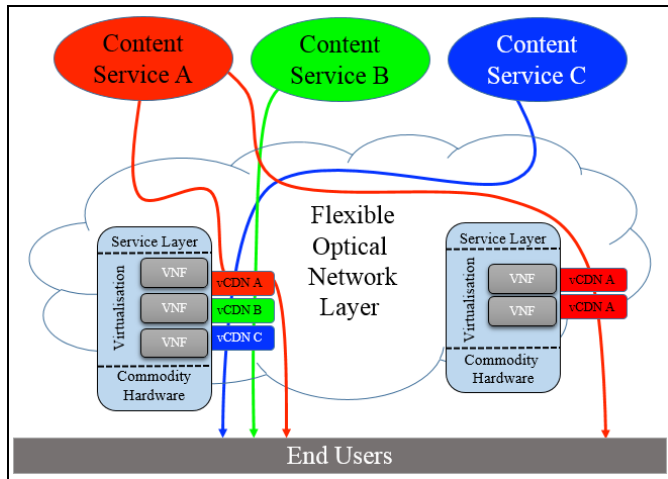 Content
Service A
Content
Service B
Content
Service C
Flexible
Optical
Network
Layer
Service Layer
Virtualisation
VNF
vCDN A
VNF
vCDN B
VNF
vCDN C
Commodity
Hardware
Service Layer
Virtualisation
VNF
vCDN A
VNF
vCDN A
Commodity
Hardware
End Users